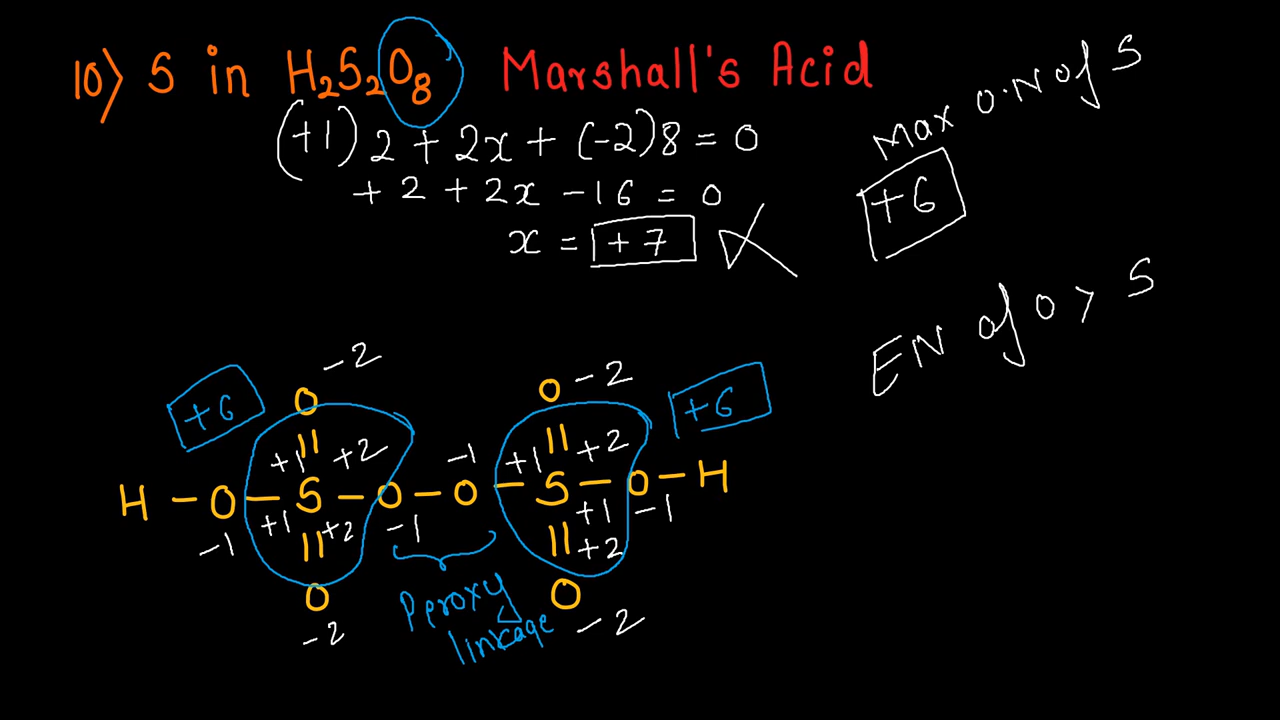 10) S in H₂S₂O₈ Marshall's Acid
(+1)2 + 2x + (-2)8 = 0
+2 + 2x - 16 = 0
x = +7
Max O.N of S
+6
EN of O > S
-2
+6
O
O -2
+6
|| ||
+1 +2 -1 +1 +2
H - O - S - O - O - S - O - H
-1 +1 || +2 -1 +1 || +2 -1
O
O
-2
-2
Peroxy
linkage